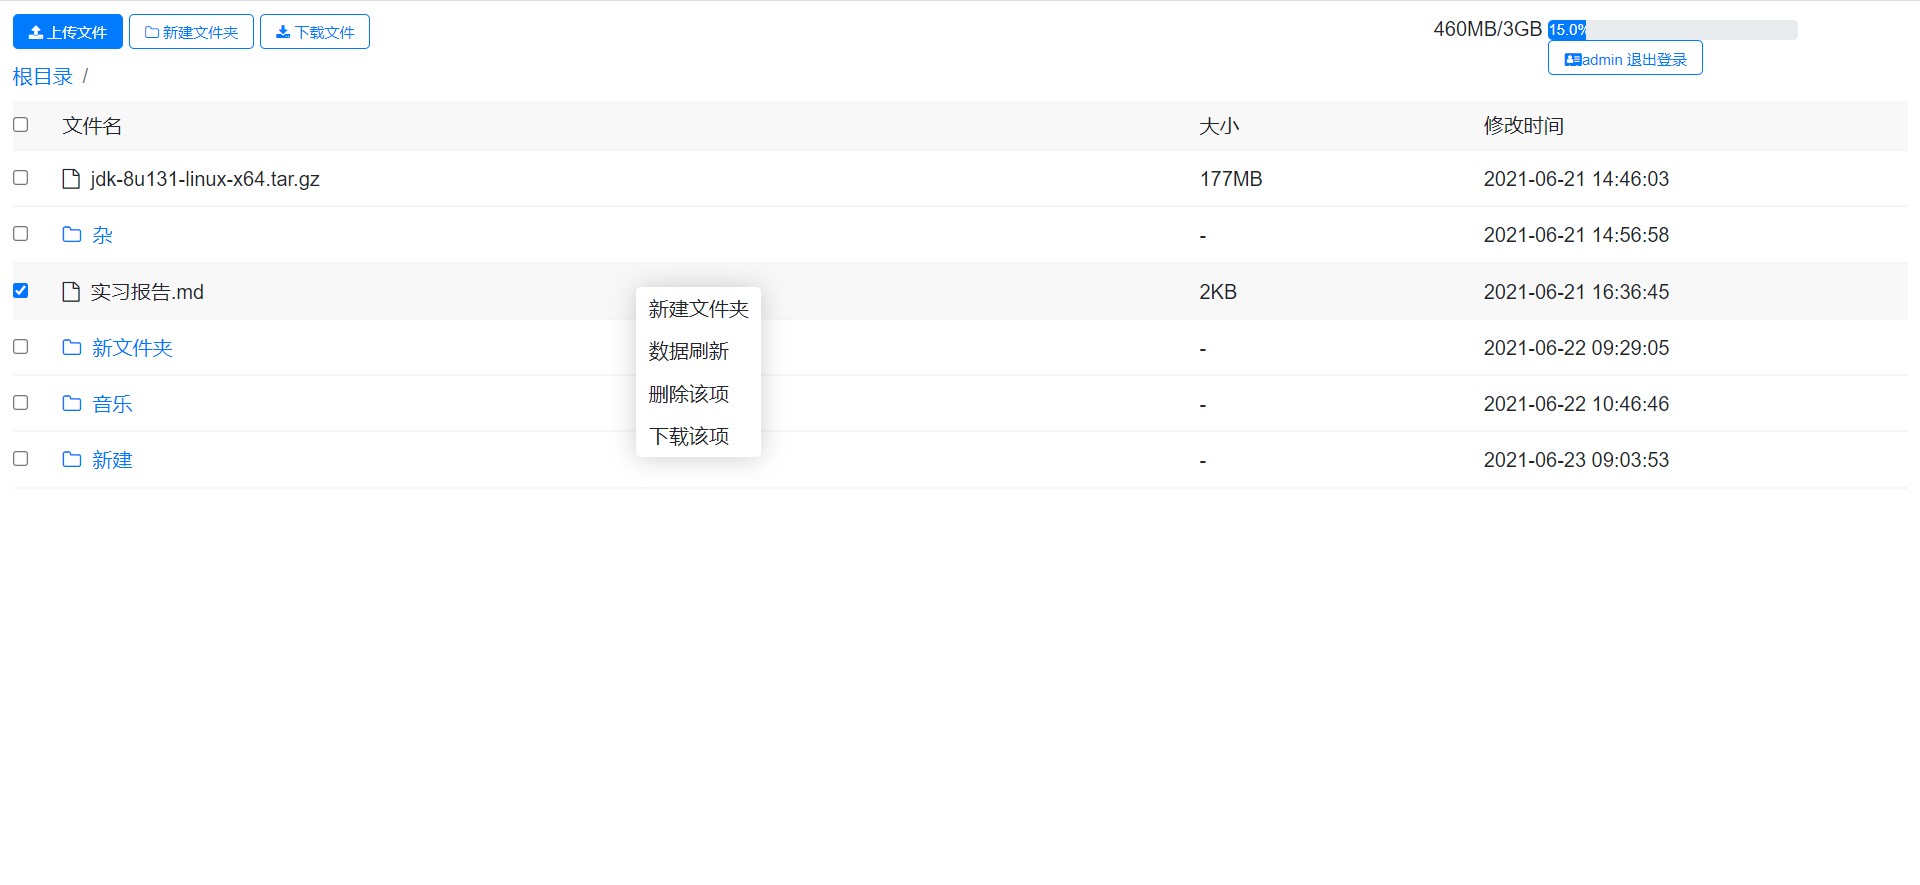 上传文件 新建文件夹 下载文件 460MB/3GB 15.0%
admin 退出登录
根目录 /
文件名 大小 修改时间
jdk-8u131-linux-x64.tar.gz 177MB 2021-06-21 14:46:03
杂 - 2021-06-21 14:56:58
实习报告.md 2KB 2021-06-21 16:36:45
新建文件夹
数据刷新
删除该项
下载该项
新文件夹 - 2021-06-22 09:29:05
音乐 - 2021-06-22 10:46:46
新建 - 2021-06-23 09:03:53